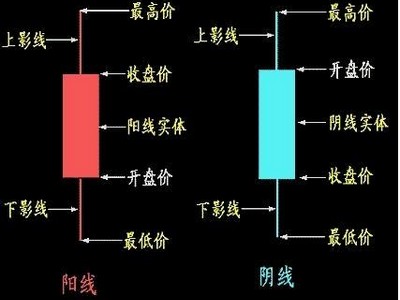 最高价
上影线
收盘价
阳线实体
开盘价
下影线
最低价
阳线
最高价
上影线
开盘价
阴线实体
收盘价
下影线
最低价
阴线